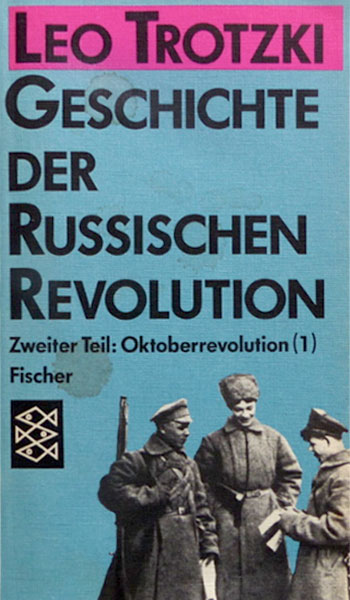 LEO TROTZKI
GESCHICHTE
DER
RUSSISCHEN
REVOLUTION
Zweiter Teil: Oktoberrevolution (1)
Fischer